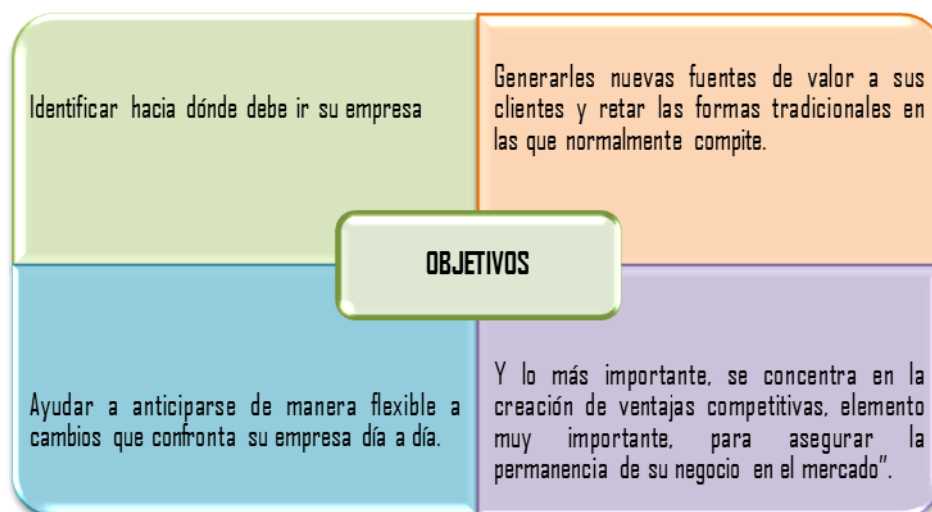 Identificar hacia dónde debe ir su empresa
Generarles nuevas fuentes de valor a sus
clientes y retar las formas tradicionales en
las que normalmente compite.
OBJETIVOS
Ayudar a anticiparse de manera flexible a
cambios que confronta su empresa día a día.
Y lo más importante, se concentra en la
creación de ventajas competitivas, elemento
muy importante, para asegurar la
permanencia de su negocio en el mercado”.